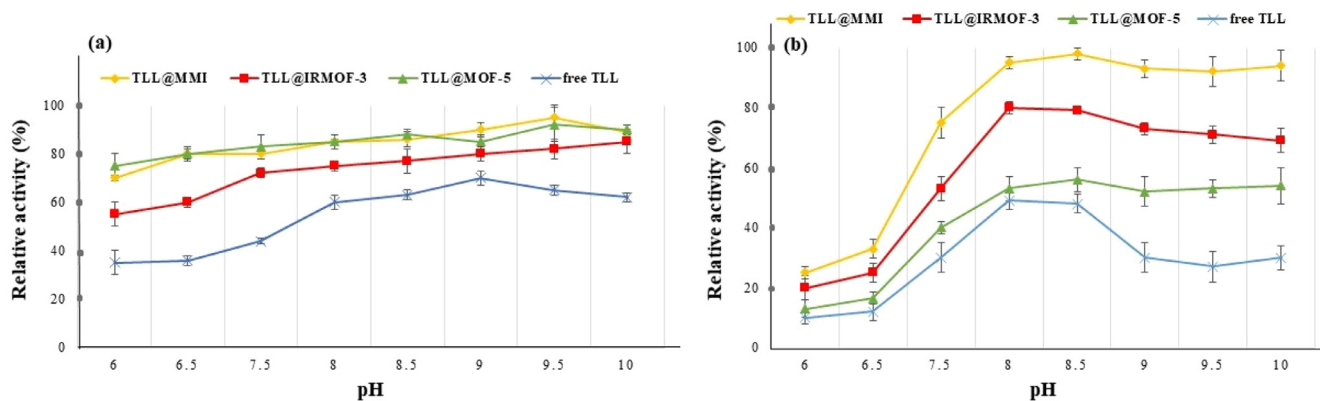 (a)
TLL@MMI TLL@IRMOF-3 TLL@MOF-5 free TLL
Relative activity (%)
100
80
60
40
20
0
6 6.5 7.5 8 8.5 9 9.5 10
pH
TLL@MMI TLL@IRMOF-3 TLL@MOF-5 free TLL
(b)
Relative activity (%)
100
80
60
40
20
0
6 6.5 7.5 8 8.5 9 9.5 10
pH